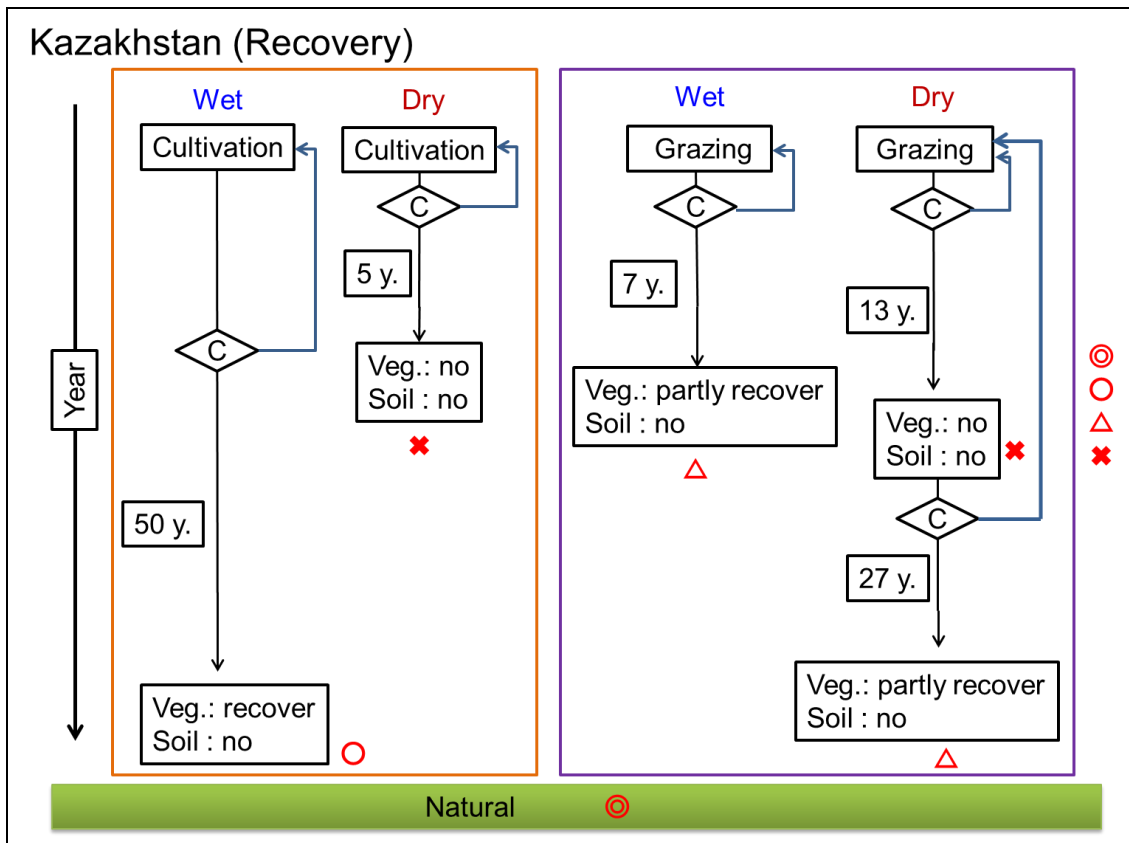 Kazakhstan (Recovery)
Year
Wet
Cultivation
C
50 y.
Veg.: recover
Soil : no
Dry
Cultivation
C
5 y.
Veg.: no
Soil : no
Wet
Grazing
C
7 y.
Veg.: partly recover
Soil : no
Dry
Grazing
C
13 y.
Veg.: no
Soil : no
C
27 y.
Veg.: partly recover
Soil : no
Natural